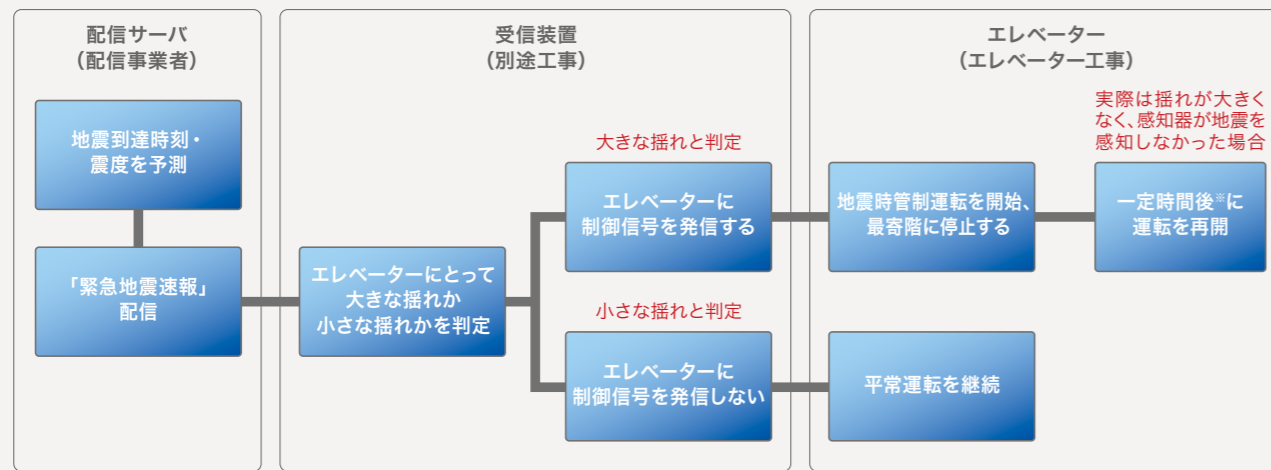 配信サーバ
（配信事業者）
地震到達時刻・
震度を予測
「緊急地震速報」
配信
受信装置
（別途工事）
エレベーターにとって
大きな揺れか
小さな揺れかを判定
大きな揺れと判定
エレベーターに
制御信号を発信する
小さな揺れと判定
エレベーターに
制御信号を発信しない
エレベーター
（エレベーター工事）
地震時管制運転を開始、
最寄階に停止する
実際は揺れが大きく
なく、感知器が地震を
感知しなかった場合
一定時間後※に
運転を再開
平常運転を継続